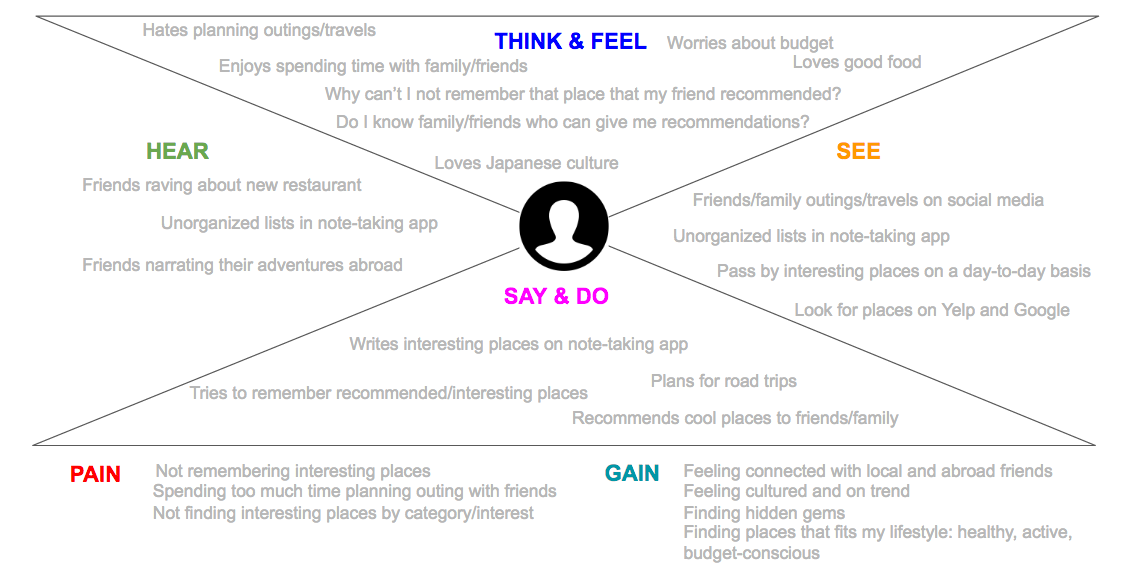 Hates planning outings/travels
THINK & FEEL
Worries about budget
Loves good food
Enjoys spending time with family/friends
Why can’t I not remember that place that my friend recommended?
Do I know family/friends who can give me recommendations?
Loves Japanese culture
HEAR
Friends raving about new restaurant
Unorganized lists in note-taking app
Friends narrating their adventures abroad
SEE
Friends/family outings/travels on social media
Unorganized lists in note-taking app
Pass by interesting places on a day-to-day basis
Look for places on Yelp and Google
SAY & DO
Writes interesting places on note-taking app
Plans for road trips
Tries to remember recommended/interesting places
Recommends cool places to friends/family
PAIN
Not remembering interesting places
Spending too much time planning outing with friends
Not finding interesting places by category/interest
GAIN
Feeling connected with local and abroad friends
Feeling cultured and on trend
Finding hidden gems
Finding places that fits my lifestyle: healthy, active,
budget-conscious